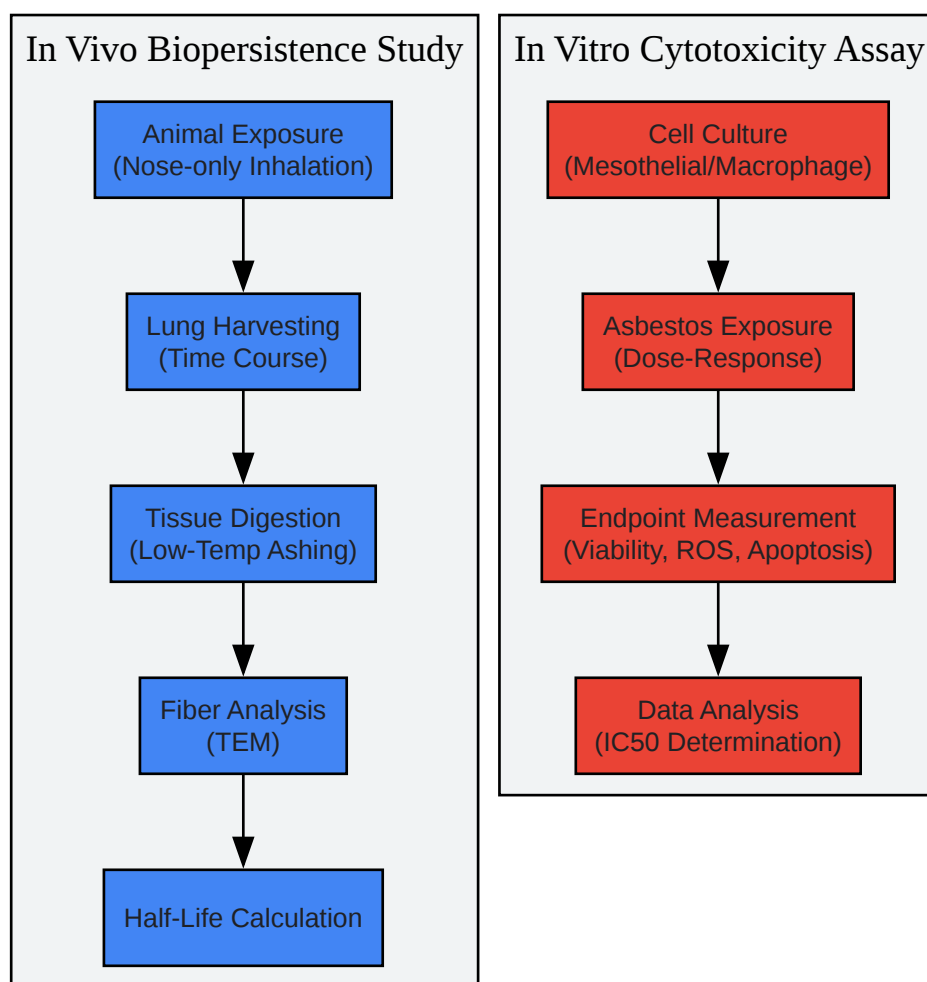 In Vivo Biopersistence Study
Animal Exposure
(Nose-only Inhalation)
Lung Harvesting
(Time Course)
Tissue Digestion
(Low-Temp Ashing)
Fiber Analysis
(TEM)
Half-Life Calculation
In Vitro Cytotoxicity Assay
Cell Culture
(Mesothelial/Macrophage)
Asbestos Exposure
(Dose-Response)
Endpoint Measurement
(Viability, ROS, Apoptosis)
Data Analysis
(IC50 Determination)